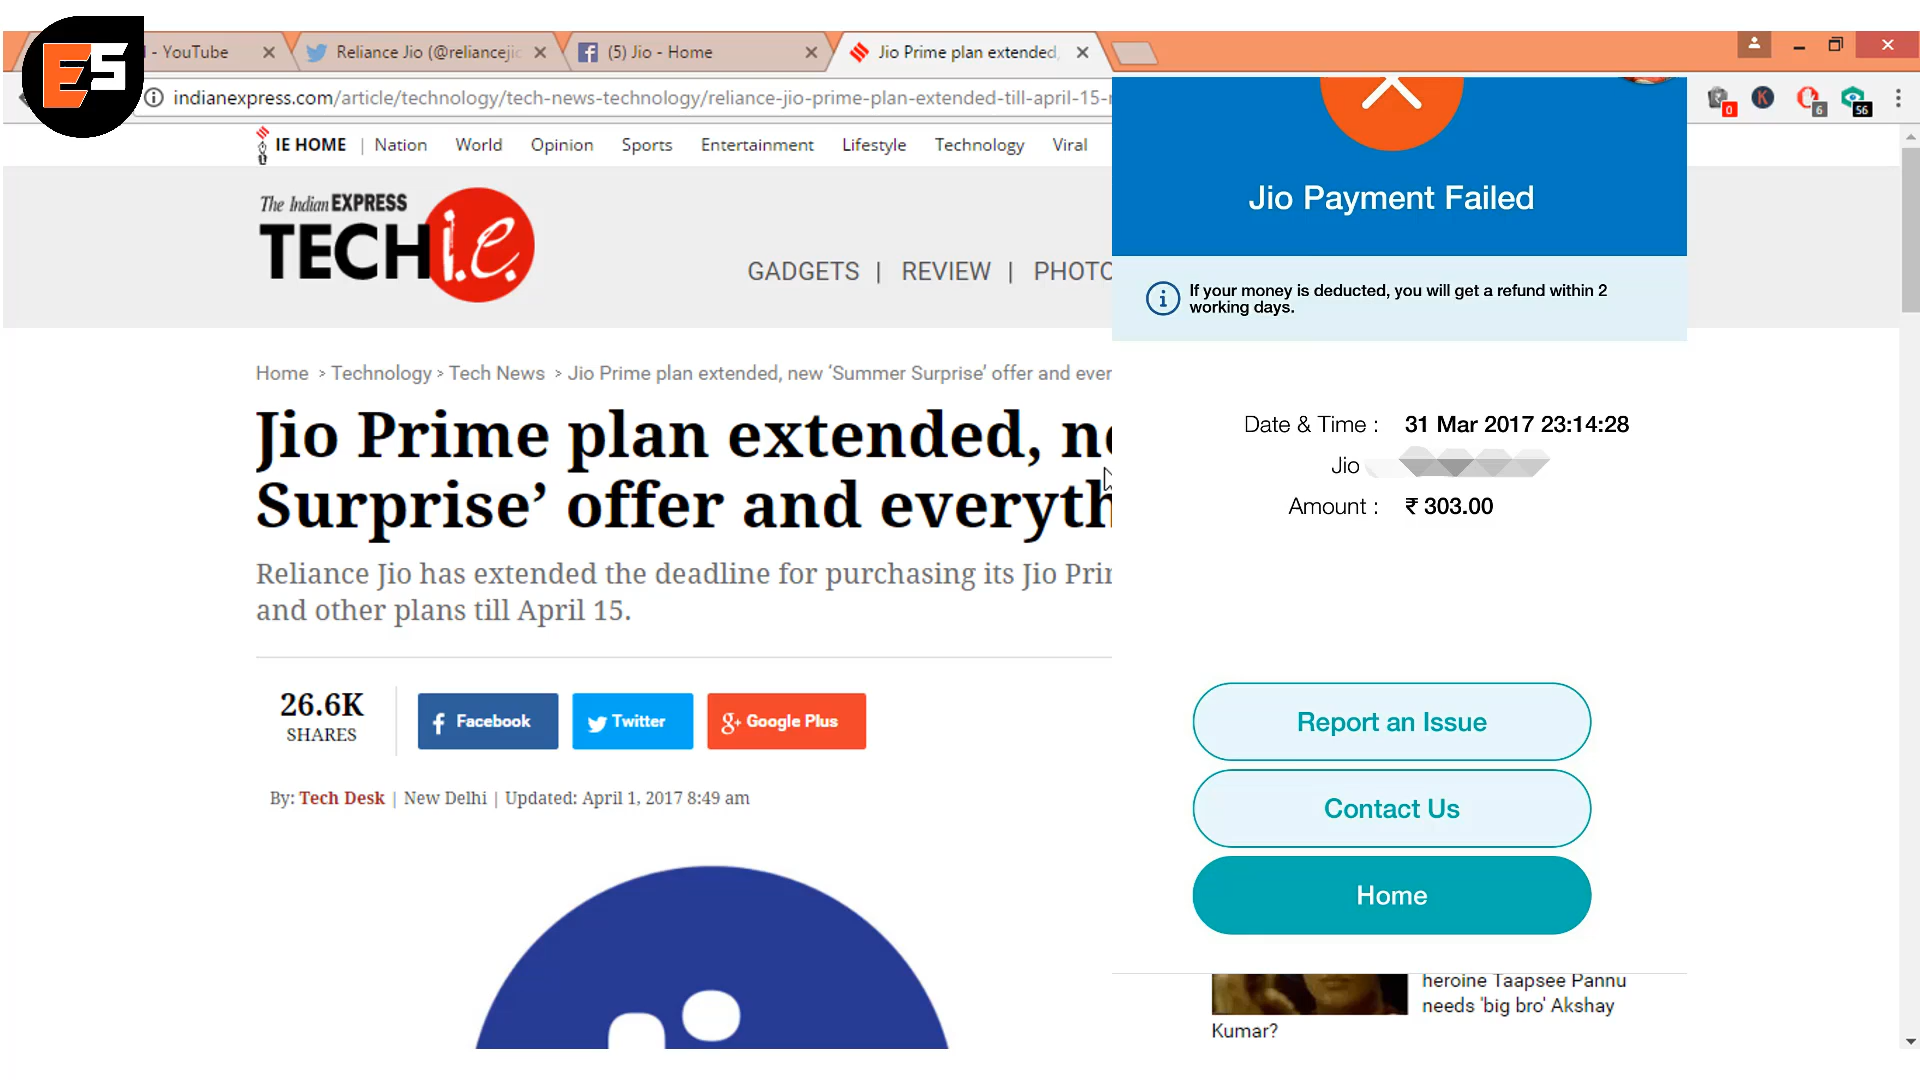 ES
- YouTube
Reliance Jio (@reliancejio
(5) Jio - Home
Jio Prime plan extended,
indianexpress.com/article/technology/tech-news-technology/reliance-jio-prime-plan-extended-till-april-15-
0
K
6
56
IE HOME | Nation World Opinion Sports Entertainment Lifestyle Technology Viral
The Indian EXPRESS
TECH i.e.
GADGETS | REVIEW | PHOTO
Home > Technology > Tech News > Jio Prime plan extended, new ‘Summer Surprise’ offer and ever
Jio Prime plan extended, ne
Surprise’ offer and everyth
Reliance Jio has extended the deadline for purchasing its Jio Pri
and other plans till April 15.
26.6K
SHARES
Facebook
Twitter
g+ Google Plus
By: Tech Desk | New Delhi | Updated: April 1, 2017 8:49 am
Jio Payment Failed
If your money is deducted, you will get a refund within 2
working days.
Date & Time : 31 Mar 2017 23:14:28
Jio
Amount : ₹ 303.00
Report an Issue
Contact Us
Home
heroine Taapsee Pannu
needs 'big bro' Akshay
Kumar?